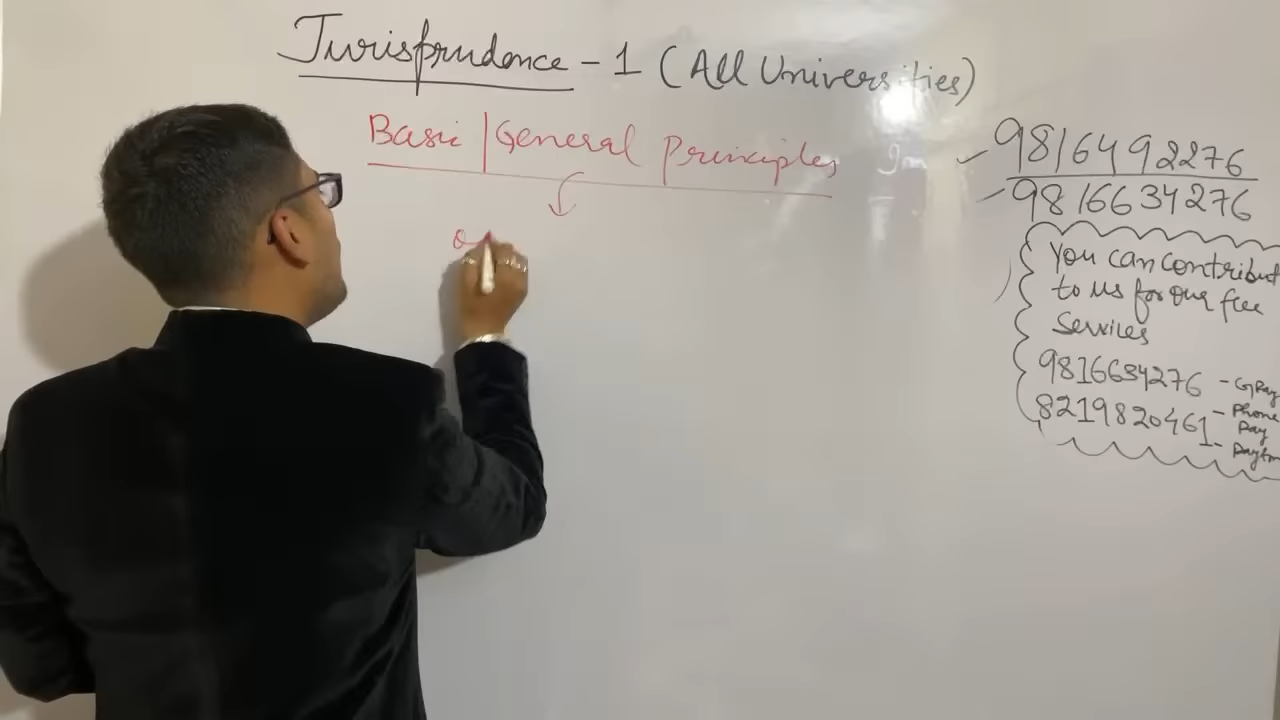 Jurisprudence - 1 (All Universities)
Basic | General Principles
9816492276
9816634276
You can contribut
to us for our free
Services
9816634276 - GPay
8219820461 - Phone
Pay
- Paytm